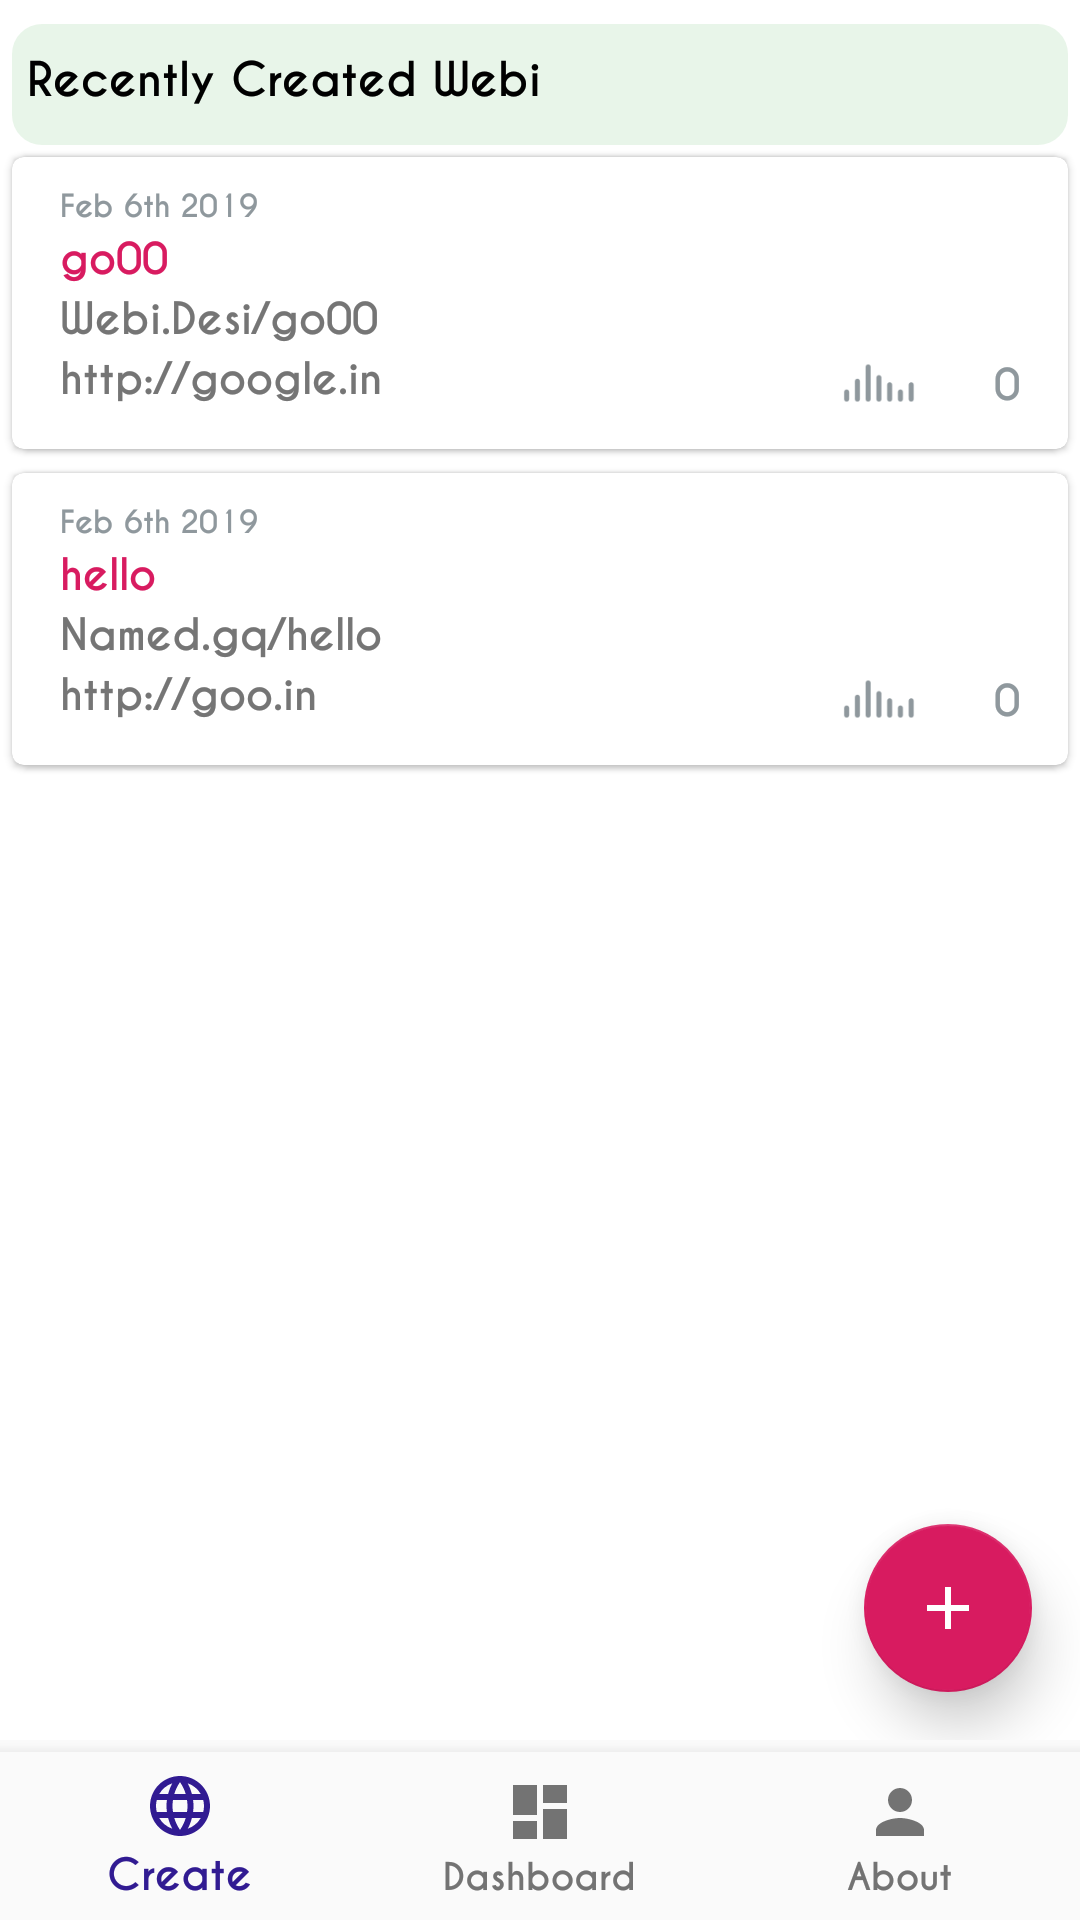 Recently Created Webi
Feb 6th 2019
go00
Webi.Desi/go00
http://google.in
0
Feb 6th 2019
hello
Named.gq/hello
http://goo.in
0
Create
Dashboard
About